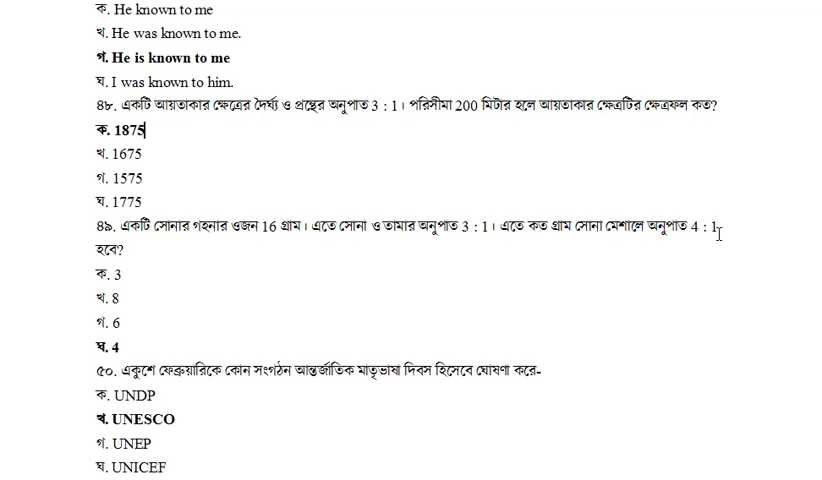 ক. He known to me
খ. He was known to me.
গ. He is known to me
ঘ. I was known to him.
৪৮. একটি আয়তাকার ক্ষেত্রের দৈর্ঘ্য ও প্রস্থের অনুপাত 3 : 1। পরিসীমা 200 মিটার হলে আয়তাকার ক্ষেত্রটির ক্ষেত্রফল কত?
ক. 1875
খ. 1675
গ. 1575
ঘ. 1775
৪৯. একটি সোনার গহনার ওজন 16 গ্রাম। এতে সোনা ও তামার অনুপাত 3 : 1। এতে কত গ্রাম সোনা মেশালে অনুপাত 4 : 1
হবে?
ক. 3
খ. 8
গ. 6
ঘ. 4
৫০. একুশে ফেব্রুয়ারিকে কোন সংগঠন আন্তর্জাতিক মাতৃভাষা দিবস হিসেবে ঘোষণা করে-
ক. UNDP
খ. UNESCO
গ. UNEP
ঘ. UNICEF